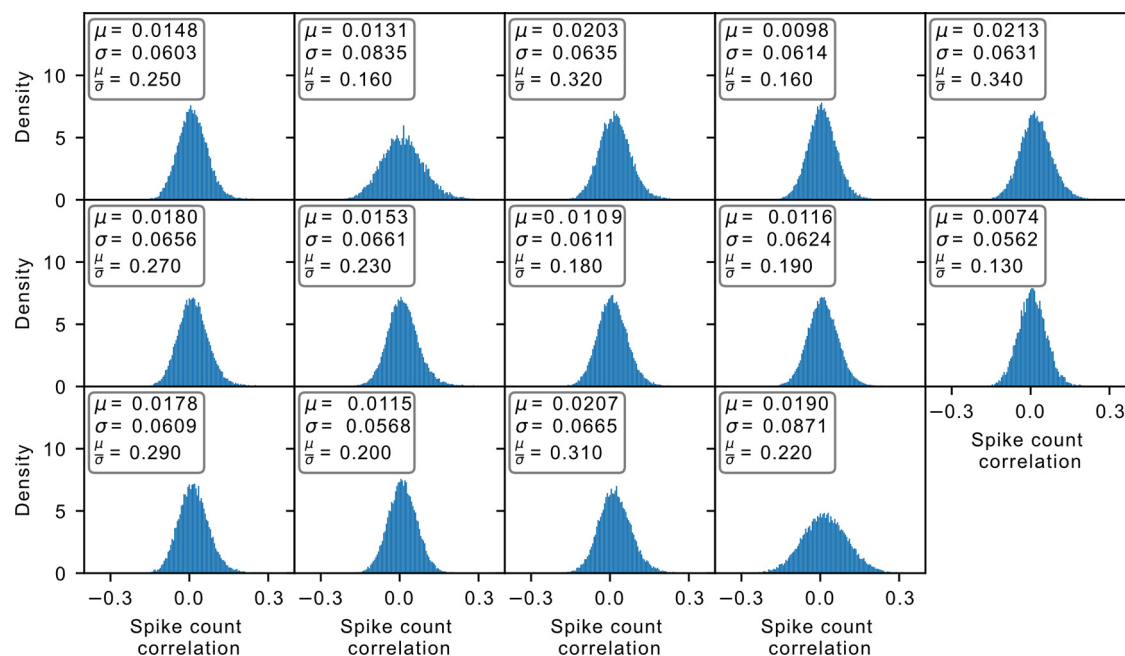 μ = 0.0148
σ = 0.0603
μ/σ = 0.250
μ = 0.0131
σ = 0.0835
μ/σ = 0.160
μ = 0.0203
σ = 0.0635
μ/σ = 0.320
μ = 0.0098
σ = 0.0614
μ/σ = 0.160
μ = 0.0213
σ = 0.0631
μ/σ = 0.340
Density
10
5
0
μ = 0.0180
σ = 0.0656
μ/σ = 0.270
μ = 0.0153
σ = 0.0661
μ/σ = 0.230
μ=0.0109
σ = 0.0611
μ/σ = 0.180
μ = 0.0116
σ = 0.0624
μ/σ = 0.190
μ = 0.0074
σ = 0.0562
μ/σ = 0.130
Density
10
5
0
−0.3 0.0 0.3
Spike count
correlation
μ = 0.0178
σ = 0.0609
μ/σ = 0.290
μ = 0.0115
σ = 0.0568
μ/σ = 0.200
μ = 0.0207
σ = 0.0665
μ/σ = 0.310
μ = 0.0190
σ = 0.0871
μ/σ = 0.220
Density
10
5
0
−0.3 0.0 0.3
−0.3 0.0 0.3
−0.3 0.0 0.3
−0.3 0.0 0.3
Spike count
correlation
Spike count
correlation
Spike count
correlation
Spike count
correlation